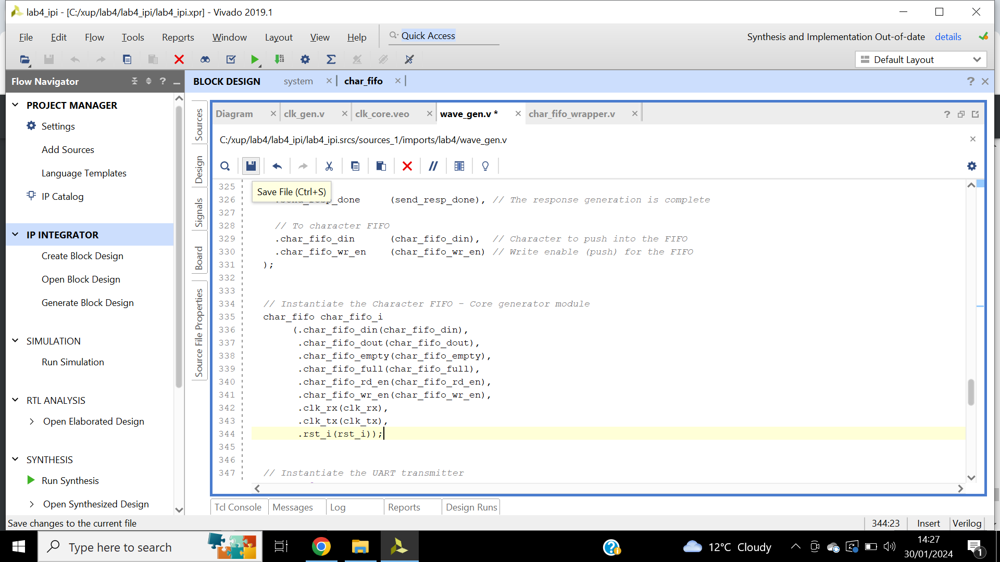 lab4_ipi - [C:/xup/lab4/lab4_ipi/lab4_ipi.xpr] - Vivado 2019.1
File Edit Flow Tools Reports Window Layout View Help Quick Access
Synthesis and Implementation Out-of-date details
Default Layout
Flow Navigator
BLOCK DESIGN system char_fifo
PROJECT MANAGER
Settings
Add Sources
Language Templates
IP Catalog
IP INTEGRATOR
Create Block Design
Open Block Design
Generate Block Design
SIMULATION
Run Simulation
RTL ANALYSIS
Open Elaborated Design
SYNTHESIS
Run Synthesis
Open Synthesized Design
Sources
Design
Signals
Board
Source File Properties
Diagram clk_gen.v clk_core.veo wave_gen.v * char_fifo_wrapper.v
C:/xup/lab4/lab4_ipi/lab4_ipi.srcs/sources_1/imports/lab4/wave_gen.v
Save File (Ctrl+S)
325
326 .send_resp_done (send_resp_done), // The response generation is complete
327
328 // To character FIFO
329 .char_fifo_din (char_fifo_din), // Character to push into the FIFO
330 .char_fifo_wr_en (char_fifo_wr_en) // Write enable (push) for the FIFO
331 );
332
333
334 // Instantiate the Character FIFO - Core generator module
335 char_fifo char_fifo_i
336 (.char_fifo_din(char_fifo_din),
337 .char_fifo_dout(char_fifo_dout),
338 .char_fifo_empty(char_fifo_empty),
339 .char_fifo_full(char_fifo_full),
340 .char_fifo_rd_en(char_fifo_rd_en),
341 .char_fifo_wr_en(char_fifo_wr_en),
342 .clk_rx(clk_rx),
343 .clk_tx(clk_tx),
344 .rst_i(rst_i));
345
346
347 // Instantiate the UART transmitter
Tcl Console Messages Log Reports Design Runs
Save changes to the current file
344:23 Insert Verilog
Type here to search
12°C Cloudy
14:27
30/01/2024
1